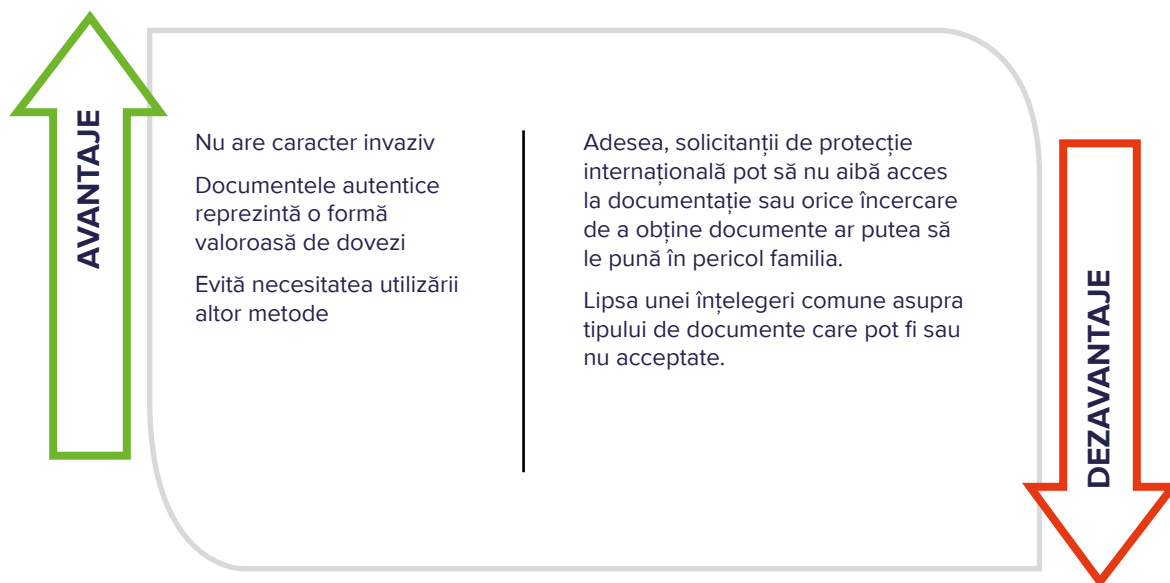 AVANTAJE
Nu are caracter invaziv
Documentele autentice
reprezintă o formă
valoroasă de dovezi
Evită necesitatea utilizării
altor metode
Adesea, solicitanții de protecție
internațională pot să nu aibă acces
la documentație sau orice încercare
de a obține documente ar putea să
le pună în pericol familia.
Lipsa unei înțelegeri comune asupra
tipului de documente care pot fi sau
nu acceptate.
DEZAVANTAJE